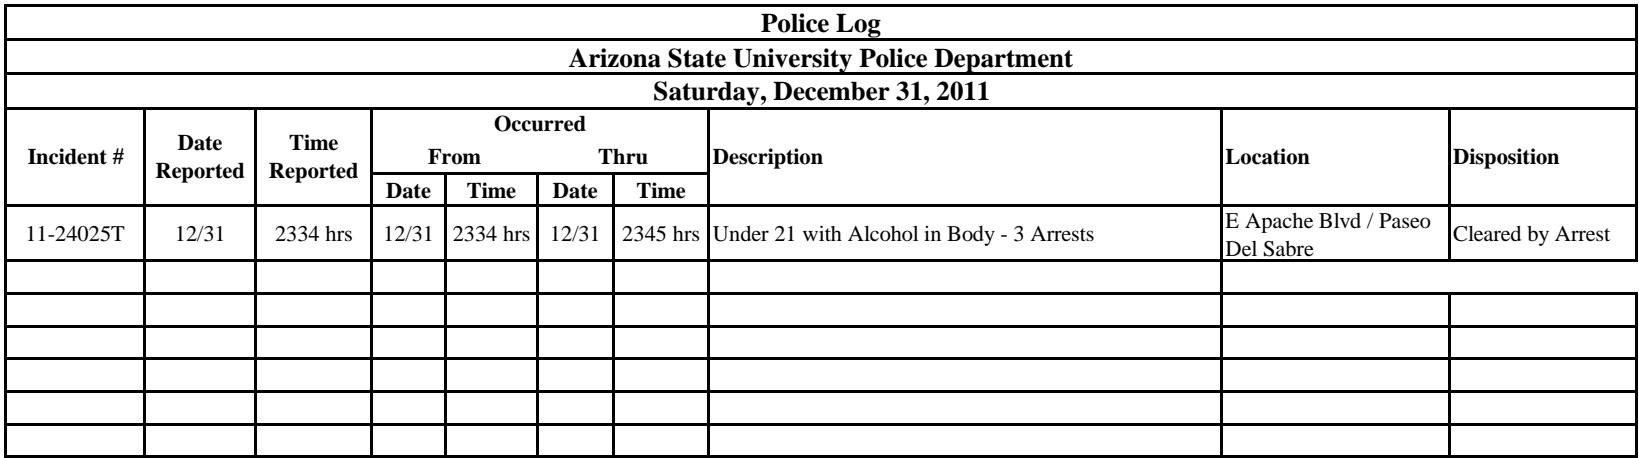 Police Log
Arizona State University Police Department
Saturday, December 31, 2011
Incident # Date Reported Time Reported Occurred Description Location Disposition
From Thru
Date Time Date Time
11-24025T 12/31 2334 hrs 12/31 2334 hrs 12/31 2345 hrs Under 21 with Alcohol in Body - 3 Arrests E Apache Blvd / Paseo Del Sabre Cleared by Arrest